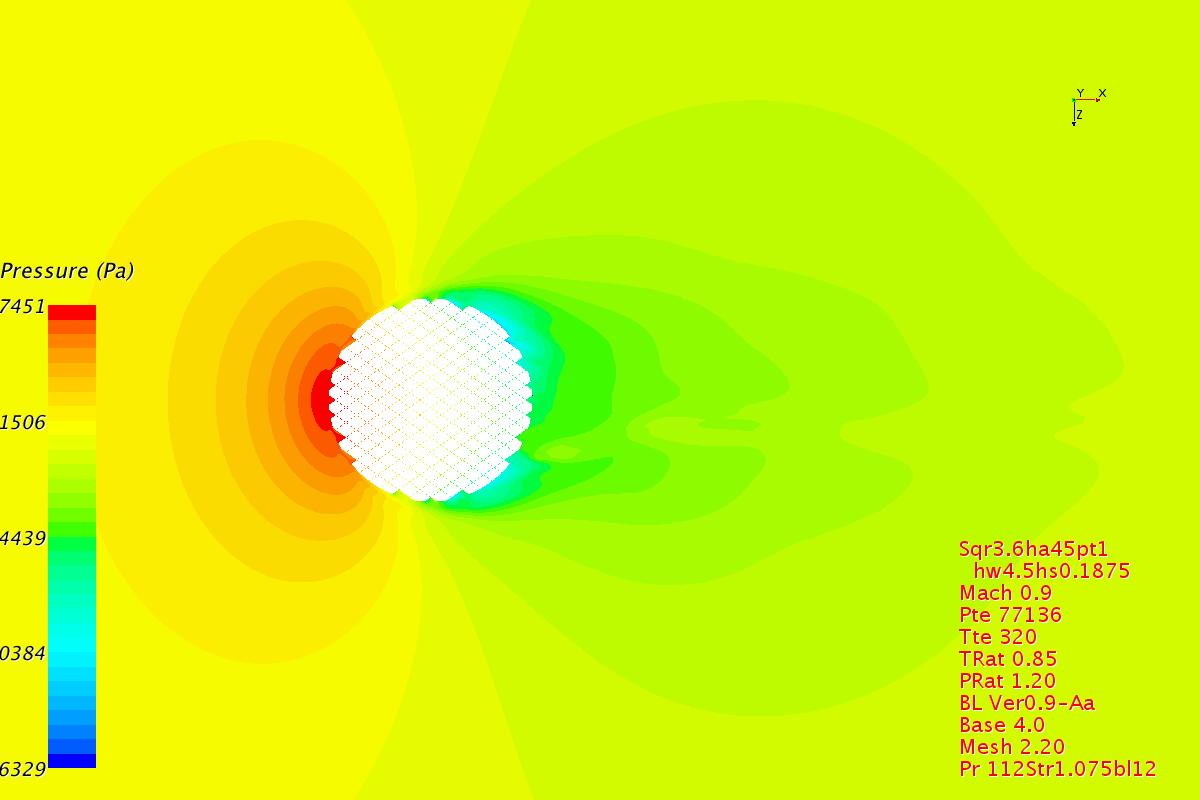 Y X
Z
Pressure (Pa)
7451
1506
4439
0384
6329
Sqr3.6ha45pt1
hw4.5hs0.1875
Mach 0.9
Pte 77136
Tte 320
TRat 0.85
PRat 1.20
BL Ver0.9-Aa
Base 4.0
Mesh 2.20
Pr 112Str1.075bl12